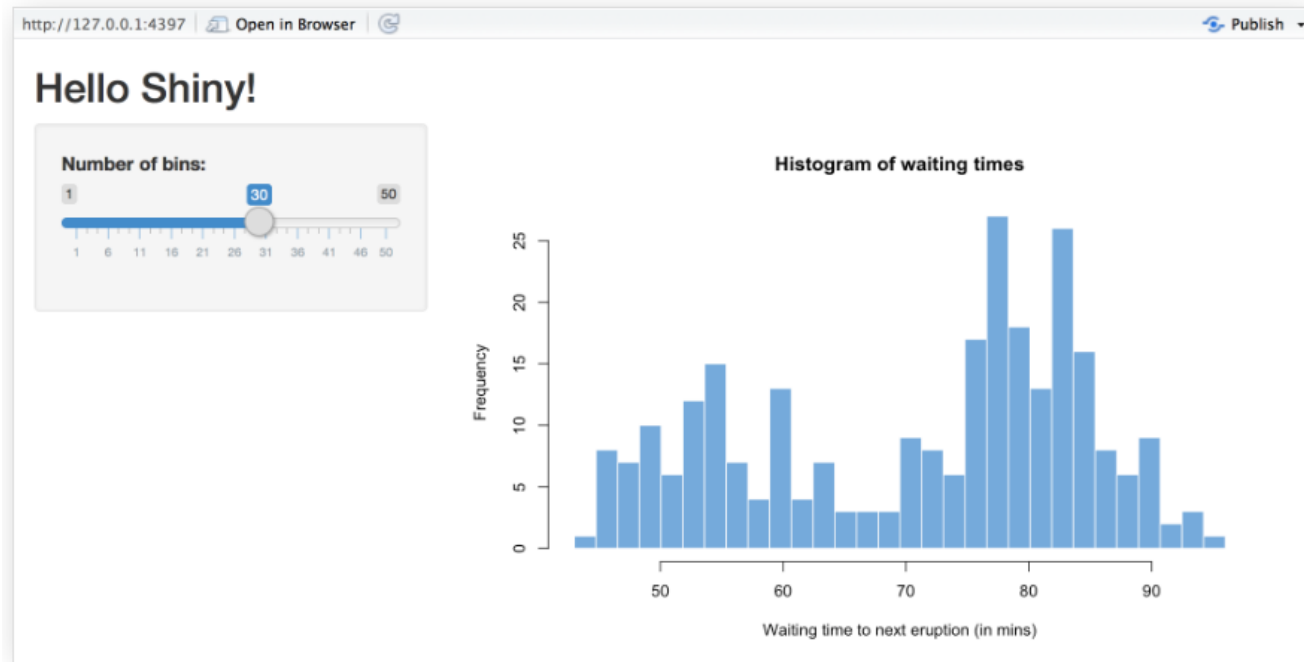 http://127.0.0.1:4397 Open in Browser Publish
Hello Shiny!
Number of bins:
1 30 50
1 6 11 16 21 26 31 36 41 46 50
Histogram of waiting times
Frequency
25
20
15
10
5
0
50 60 70 80 90
Waiting time to next eruption (in mins)